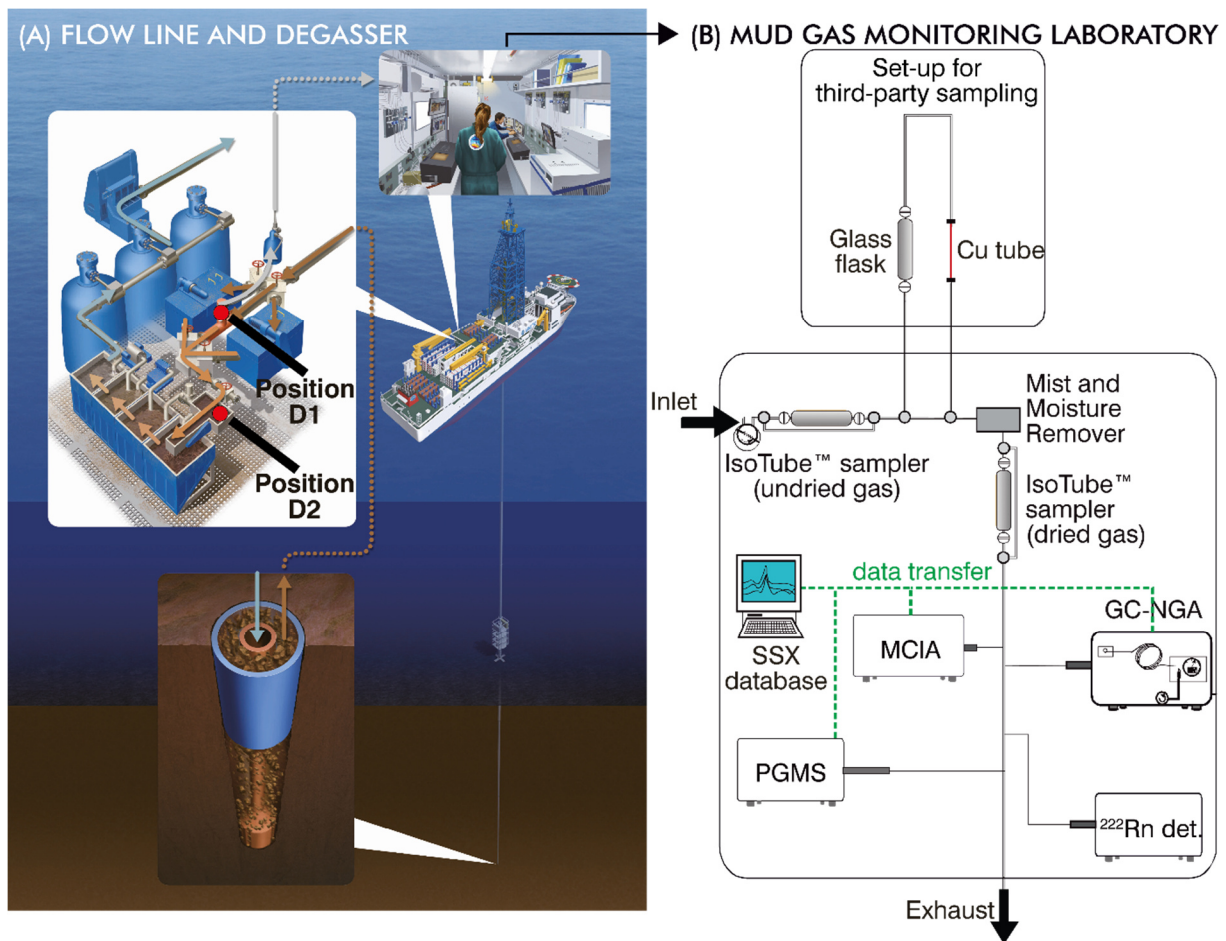 (A) FLOW LINE AND DEGASSER
(B) MUD GAS MONITORING LABORATORY
Position
D1
Position
D2
Set-up for
third-party sampling
Glass
flask
Cu tube
Inlet
IsoTube™ sampler
(undried gas)
Mist and
Moisture
Remover
IsoTube™
sampler
(dried gas)
data transfer
SSX
database
MCIA
GC-NGA
PGMS
²²²Rn det.
Exhaust